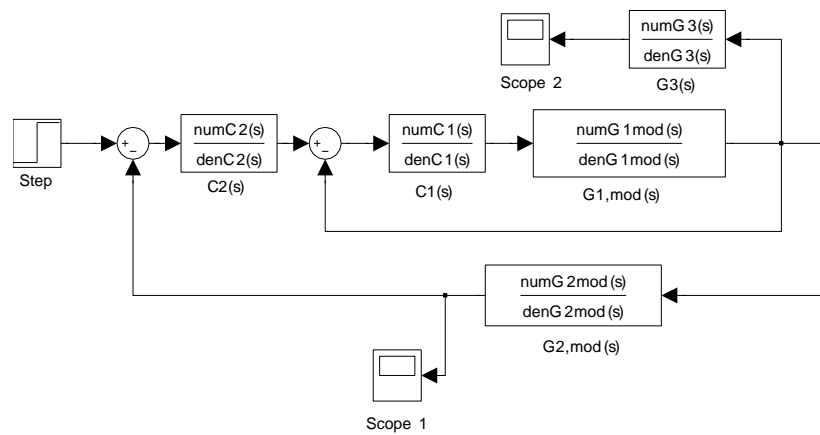 numG 3(s)
denG 3(s)
Scope 2
G3(s)
+
−
numC 2(s)
denC 2(s)
+
−
numC 1(s)
denC 1(s)
numG 1mod (s)
denG 1mod (s)
Step
C2(s)
C1(s)
G1,mod (s)
numG 2mod (s)
denG 2mod (s)
G2,mod (s)
Scope 1